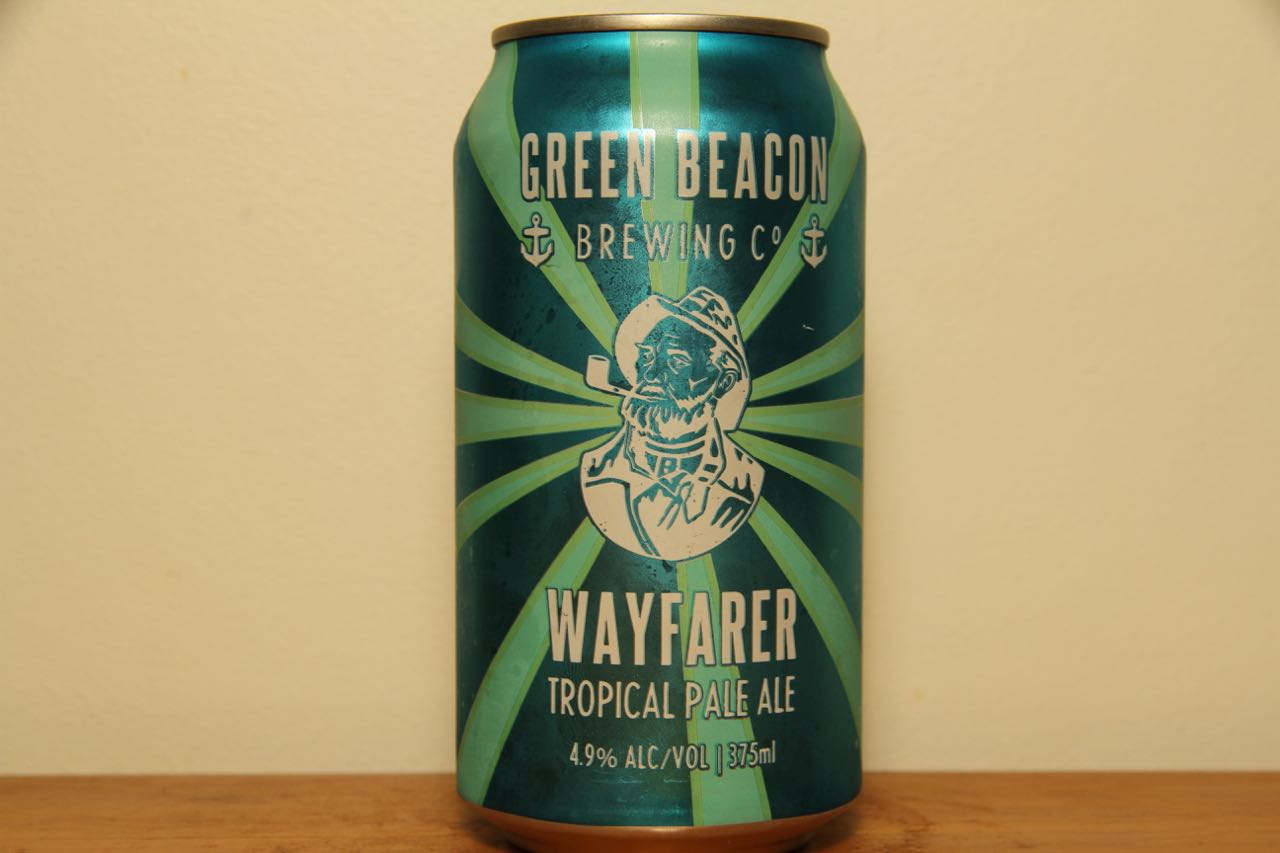 GREEN BEACON
BREWING Cº
WAYFARER
TROPICAL PALE ALE
4.9% ALC/VOL | 375ml